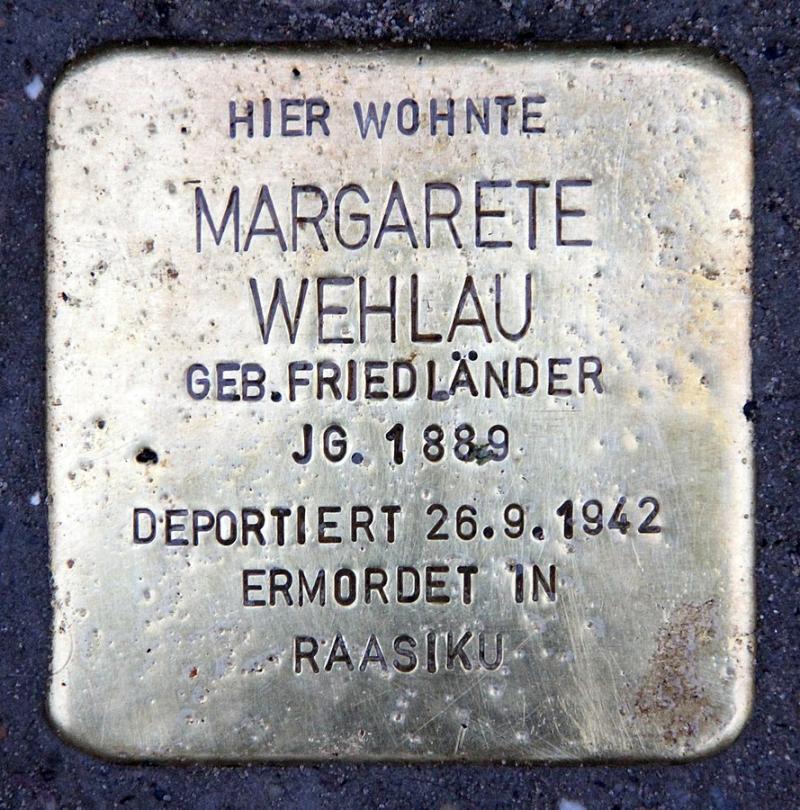 HIER WOHNTE
MARGARETE
WEHLAU
GEB. FRIEDLÄNDER
JG. 1889
DEPORTIERT 26.9.1942
ERMORDET IN
RAASIKU